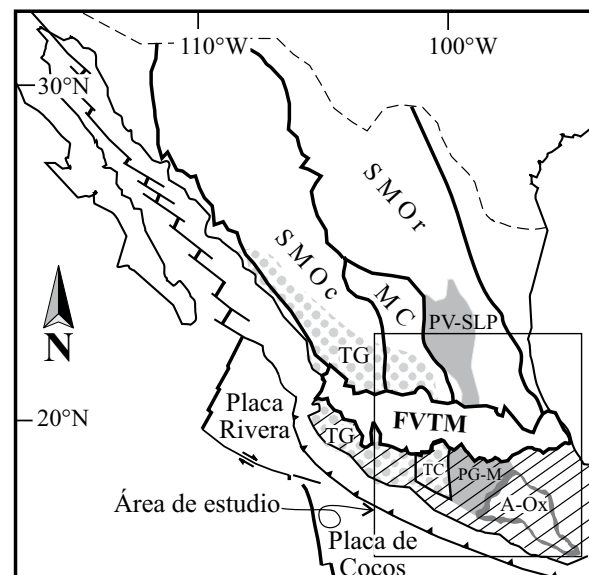 110°W
100°W
30°N
SMOr
SMOc
MC
PV-SLP
N
TG
20°N
Placa
Rivera
FVTM
TG
TC
PG-M
A-Ox
Área de estudio
Placa de
Cocos